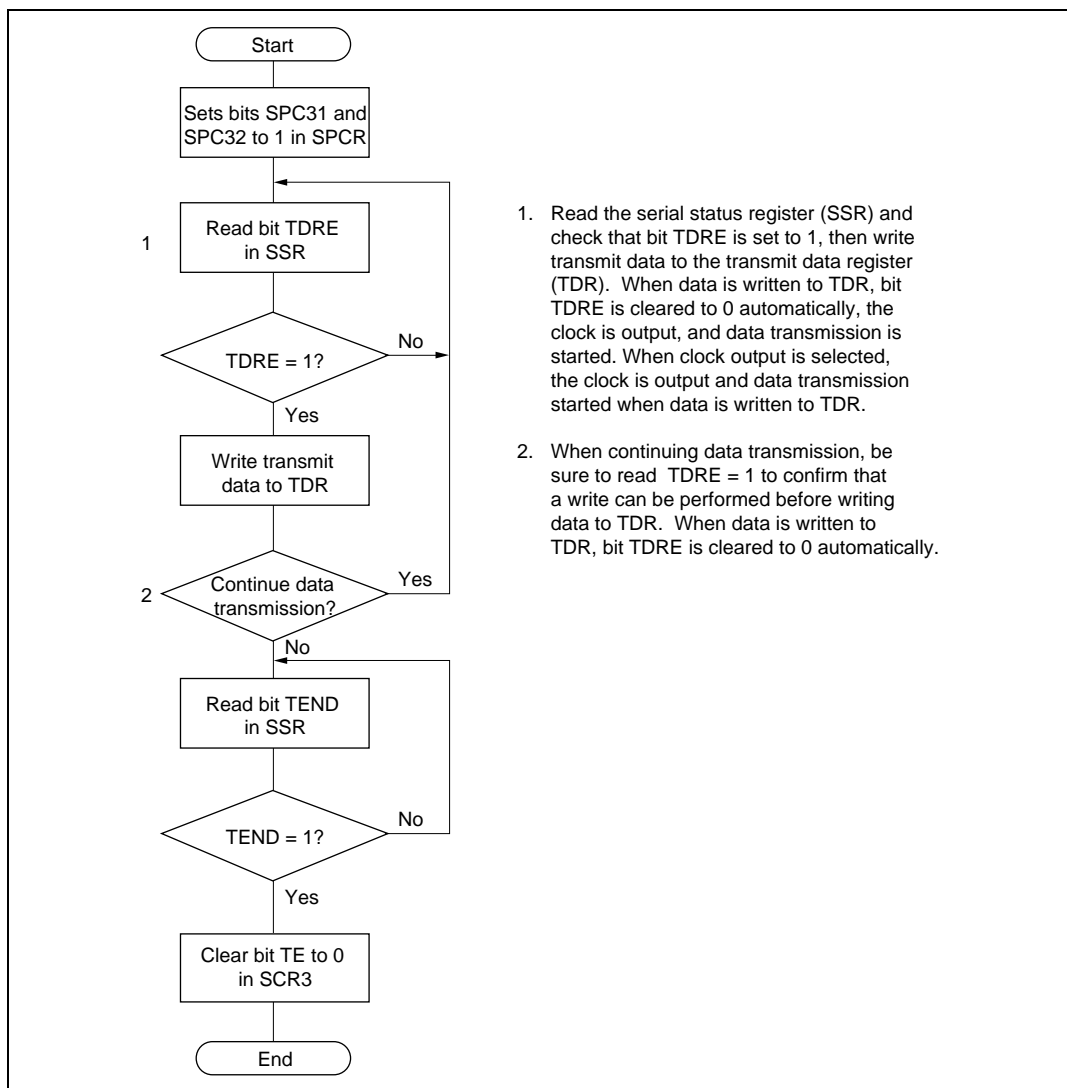 Start
Sets bits SPC31 and
SPC32 to 1 in SPCR
1
Read bit TDRE
in SSR
TDRE = 1?
No
Yes
Write transmit
data to TDR
2
Continue data
transmission?
Yes
No
Read bit TEND
in SSR
TEND = 1?
No
Yes
Clear bit TE to 0
in SCR3
End
1. Read the serial status register (SSR) and
check that bit TDRE is set to 1, then write
transmit data to the transmit data register
(TDR). When data is written to TDR, bit
TDRE is cleared to 0 automatically, the
clock is output, and data transmission is
started. When clock output is selected,
the clock is output and data transmission
started when data is written to TDR.
2. When continuing data transmission, be
sure to read TDRE = 1 to confirm that
a write can be performed before writing
data to TDR. When data is written to
TDR, bit TDRE is cleared to 0 automatically.